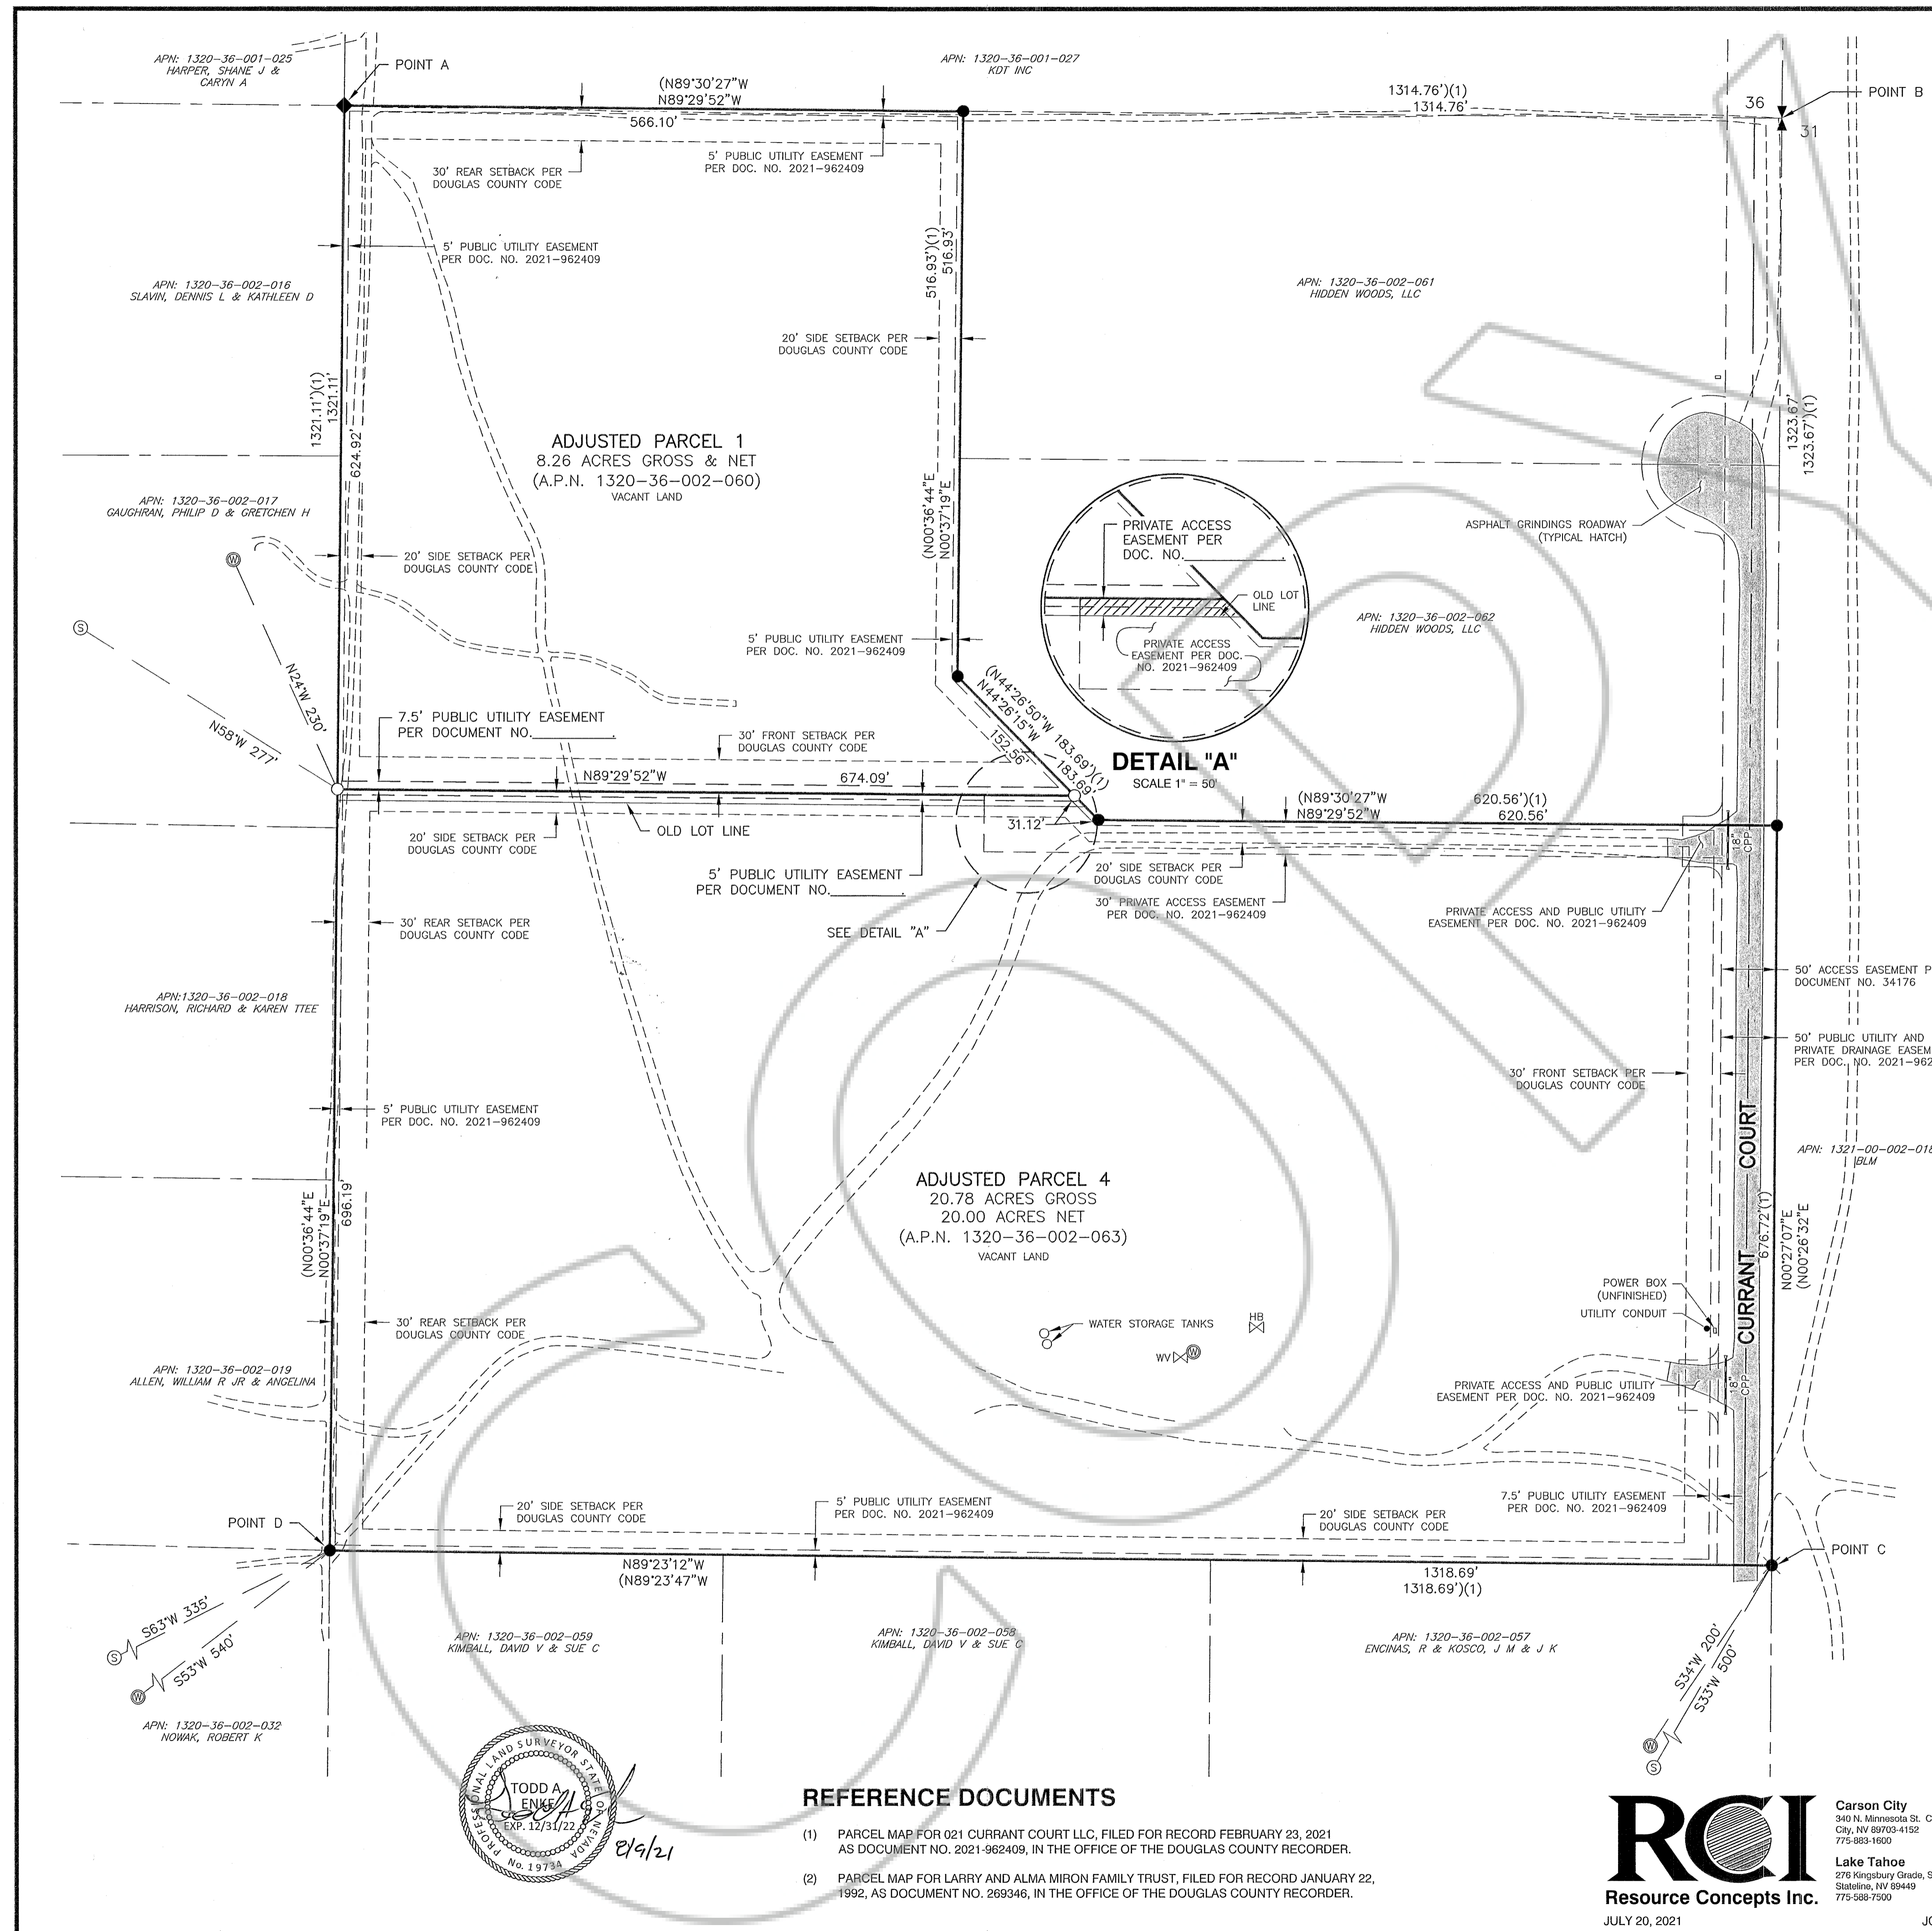 APN: 1320-36-001-025
HARPER, SHANE J &
CARYN A
POINT A
(N89°30'27"W
N89°29'52"W
566.10'
APN: 1320-36-001-027
KDT INC
1314.76')(1)
1314.76'
36
31
POINT B
30' REAR SETBACK PER
DOUGLAS COUNTY CODE
5' PUBLIC UTILITY EASEMENT
PER DOC. NO. 2021-962409
5' PUBLIC UTILITY EASEMENT
PER DOC. NO. 2021-962409
APN: 1320-36-002-016
SLAVIN, DENNIS L & KATHLEEN D
516.93')(1)
516.93'
APN: 1320-36-002-061
HIDDEN WOODS, LLC
20' SIDE SETBACK PER
DOUGLAS COUNTY CODE
1321.11')(1)
1321.11'
624.92'
1323.67'
1323.67')(1)
ADJUSTED PARCEL 1
8.26 ACRES GROSS & NET
(A.P.N. 1320-36-002-060)
VACANT LAND
APN: 1320-36-002-017
GAUGHRAN, PHILIP D & GRETCHEN H
(N00°36'44"E
N00°37'19"E
PRIVATE ACCESS
EASEMENT PER
DOC. NO.
ASPHALT GRINDINGS ROADWAY
(TYPICAL HATCH)
W
20' SIDE SETBACK PER
DOUGLAS COUNTY CODE
OLD LOT
LINE
S
APN: 1320-36-002-062
HIDDEN WOODS, LLC
5' PUBLIC UTILITY EASEMENT
PER DOC. NO. 2021-962409
PRIVATE ACCESS
EASEMENT PER DOC.
NO. 2021-962409
N24°W 230'
N58°W 277'
7.5' PUBLIC UTILITY EASEMENT
PER DOCUMENT NO.            .
30' FRONT SETBACK PER
DOUGLAS COUNTY CODE
(N44°26'50"W 183.69')(1)
N44°26'15"W
183.69'
152.56'
DETAIL "A"
SCALE 1" = 50'
N89°29'52"W
674.09'
(N89°30'27"W
620.56')(1)
N89°29'52"W
620.56'
31.12'
20' SIDE SETBACK PER
DOUGLAS COUNTY CODE
OLD LOT LINE
18"
CPP
5' PUBLIC UTILITY EASEMENT
PER DOCUMENT NO.            .
20' SIDE SETBACK PER
DOUGLAS COUNTY CODE
30' PRIVATE ACCESS EASEMENT
PER DOC. NO. 2021-962409
PRIVATE ACCESS AND PUBLIC UTILITY
EASEMENT PER DOC. NO. 2021-962409
30' REAR SETBACK PER
DOUGLAS COUNTY CODE
SEE DETAIL "A"
50' ACCESS EASEMENT P
DOCUMENT NO. 34176
APN:1320-36-002-018
HARRISON, RICHARD & KAREN TTEE
50' PUBLIC UTILITY AND
PRIVATE DRAINAGE EASEM
PER DOC. NO. 2021-962
30' FRONT SETBACK PER
DOUGLAS COUNTY CODE
5' PUBLIC UTILITY EASEMENT
PER DOC. NO. 2021-962409
CURRANT COURT
APN: 1321-00-002-018
BLM
ADJUSTED PARCEL 4
20.78 ACRES GROSS
20.00 ACRES NET
(A.P.N. 1320-36-002-063)
VACANT LAND
(N00°36'44"E
N00°37'19"E
696.19'
676.72'(1)
N00°27'07"E
(N00°26'32"E
POWER BOX
(UNFINISHED)
UTILITY CONDUIT
30' REAR SETBACK PER
DOUGLAS COUNTY CODE
WATER STORAGE TANKS
HB
WV
W
APN: 1320-36-002-019
ALLEN, WILLIAM R JR & ANGELINA
PRIVATE ACCESS AND PUBLIC UTILITY
EASEMENT PER DOC. NO. 2021-962409
18"
CPP
20' SIDE SETBACK PER
DOUGLAS COUNTY CODE
5' PUBLIC UTILITY EASEMENT
PER DOC. NO. 2021-962409
20' SIDE SETBACK PER
DOUGLAS COUNTY CODE
7.5' PUBLIC UTILITY EASEMENT
PER DOC. NO. 2021-962409
POINT D
POINT C
N89°23'12"W
(N89°23'47"W
1318.69'
1318.69')(1)
S63°W 335'
S
S53°W 540'
W
APN: 1320-36-002-059
KIMBALL, DAVID V & SUE C
APN: 1320-36-002-058
KIMBALL, DAVID V & SUE C
APN: 1320-36-002-057
ENCINAS, R & KOSCO, J M & J K
S34°W 200'
S33°W 500'
W
S
APN: 1320-36-002-032
NOWAK, ROBERT K
PROFESSIONAL LAND SURVEYOR STATE OF NEVADA
TODD A.
ENKE
EXP. 12/31/22
No. 19734
8/9/21
REFERENCE DOCUMENTS
(1) PARCEL MAP FOR 021 CURRANT COURT LLC, FILED FOR RECORD FEBRUARY 23, 2021
AS DOCUMENT NO. 2021-962409, IN THE OFFICE OF THE DOUGLAS COUNTY RECORDER.
(2) PARCEL MAP FOR LARRY AND ALMA MIRON FAMILY TRUST, FILED FOR RECORD JANUARY 22,
1992, AS DOCUMENT NO. 269346, IN THE OFFICE OF THE DOUGLAS COUNTY RECORDER.
RCI
Resource Concepts Inc.
Carson City
340 N. Minnesota St. C
City, NV 89703-4152
775-883-1600
Lake Tahoe
276 Kingsbury Grade, S
Stateline, NV 89449
775-588-7500
JULY 20, 2021
JO
COPY